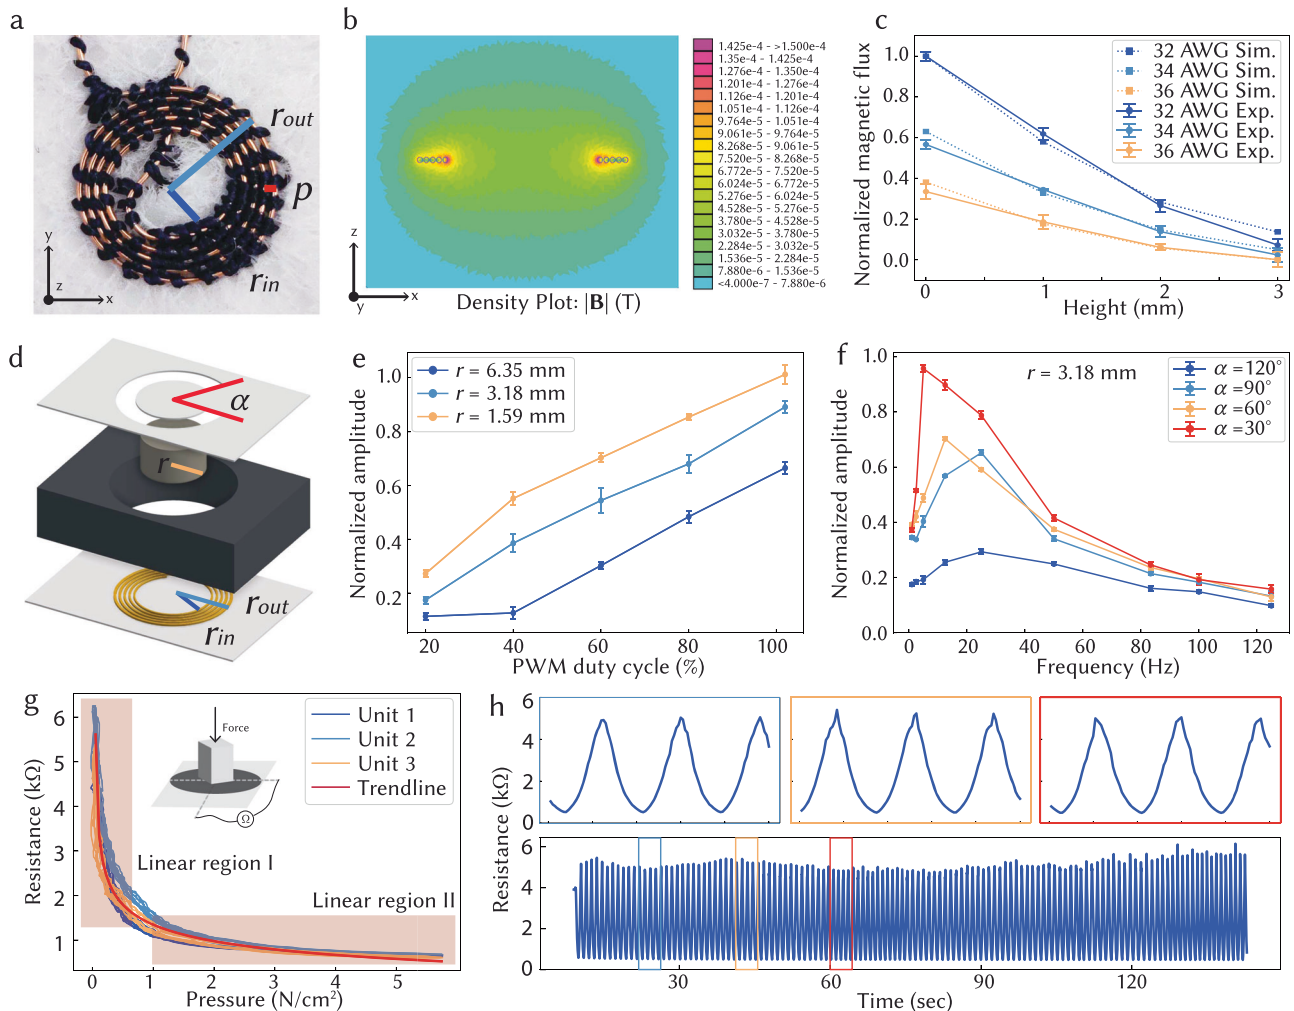 a
r out
p
r in
y
z
x
b
z
y
x
Density Plot: |B| (T)
1.425e-4 - >1.500e-4
1.35e-4 - 1.425e-4
1.276e-4 - 1.350e-4
1.201e-4 - 1.276e-4
1.126e-4 - 1.201e-4
1.051e-4 - 1.126e-4
9.764e-5 - 1.051e-4
9.061e-5 - 9.764e-5
8.268e-5 - 9.061e-5
7.520e-5 - 8.268e-5
6.772e-5 - 7.520e-5
6.024e-5 - 6.772e-5
5.276e-5 - 6.024e-5
4.528e-5 - 5.276e-5
3.780e-5 - 4.528e-5
3.032e-5 - 3.780e-5
2.284e-5 - 3.032e-5
1.536e-5 - 2.284e-5
7.880e-6 - 1.536e-5
<4.000e-7 - 7.880e-6
c
Normalized magnetic flux
1.0
0.8
0.6
0.4
0.2
0.0
32 AWG Sim.
34 AWG Sim.
36 AWG Sim.
32 AWG Exp.
34 AWG Exp.
36 AWG Exp.
0 1 2 3
Height (mm)
d
α
r
r out
r in
e
Normalized amplitude
1.0
0.8
0.6
0.4
0.2
r = 6.35 mm
r = 3.18 mm
r = 1.59 mm
20 40 60 80 100
PWM duty cycle (%)
f
Normalized amplitude
1.0
0.8
0.6
0.4
0.2
0.0
r = 3.18 mm
α =120°
α =90°
α =60°
α =30°
0 20 40 60 80 100 120
Frequency (Hz)
g
Resistance (kΩ)
6
5
4
3
2
1
Force
Ω
Unit 1
Unit 2
Unit 3
Trendline
Linear region I
Linear region II
0 1 2 3 4 5
Pressure (N/cm²)
h
Resistance (kΩ)
6
4
2
0
Resistance (kΩ)
6
4
2
0
30 60 90 120
Time (sec)